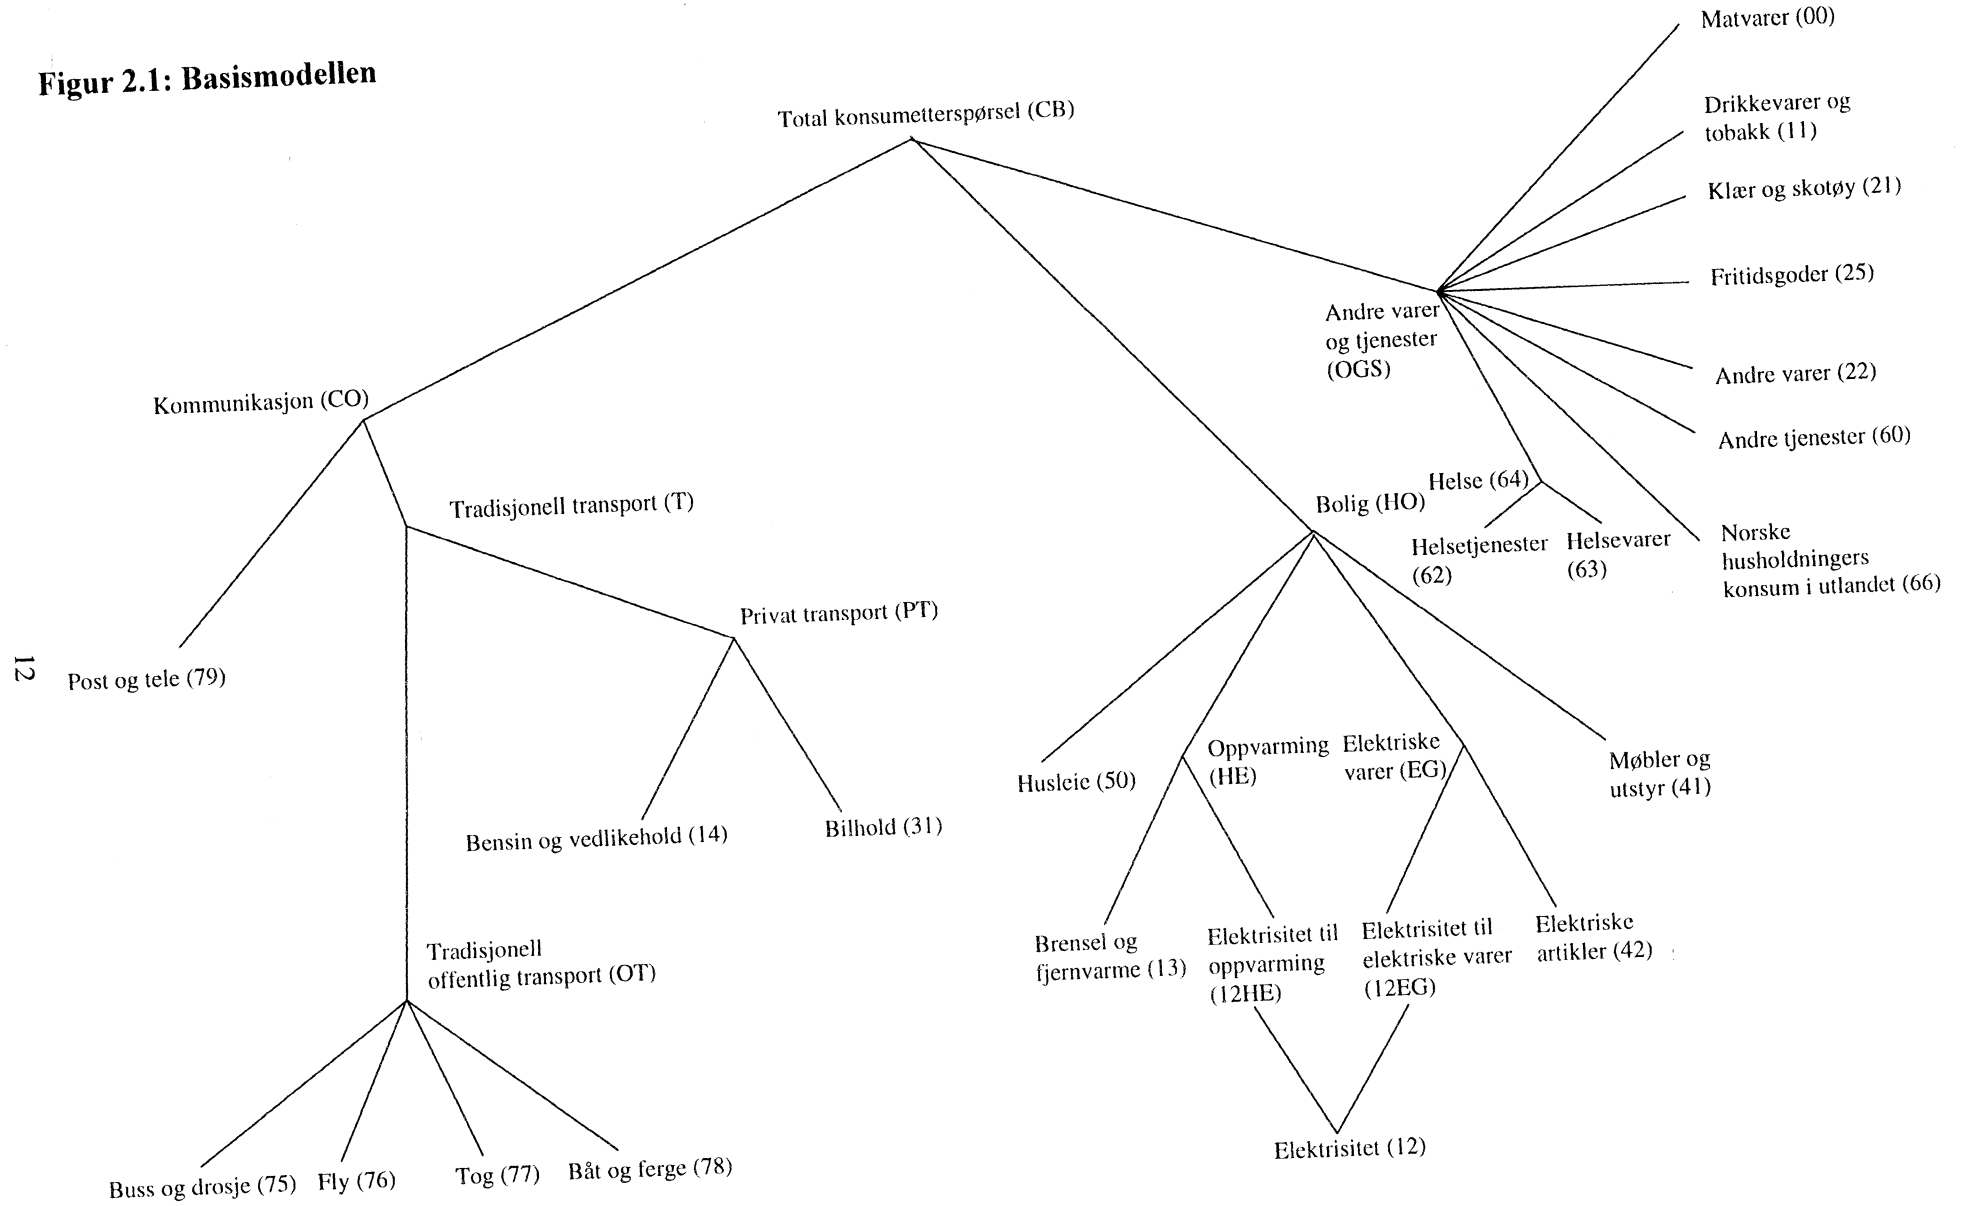 Figur 2.1: Basismodellen
Total konsumetterspørsel (CB)
Matvarer (00)
Drikkevarer og
tobakk (11)
Klær og skotøy (21)
Fritidsgoder (25)
Andre varer
og tjenester
(OGS)
Andre varer (22)
Andre tjenester (60)
Norske
husholdningers
konsum i utlandet (66)
Helse (64)
Helsetjenester
(62)
Helsevarer
(63)
Kommunikasjon (CO)
Tradisjonell transport (T)
Privat transport (PT)
Post og tele (79)
Bensin og vedlikehold (14)
Bilhold (31)
Tradisjonell
offentlig transport (OT)
Buss og drosje (75)
Fly (76)
Tog (77)
Båt og ferge (78)
Bolig (HO)
Husleie (50)
Oppvarming
(HE)
Elektriske
varer (EG)
Møbler og
utstyr (41)
Brensel og
fjernvarme (13)
Elektrisitet til
oppvarming
(12HE)
Elektrisitet til
elektriske varer
(12EG)
Elektriske
artikler (42)
Elektrisitet (12)
12